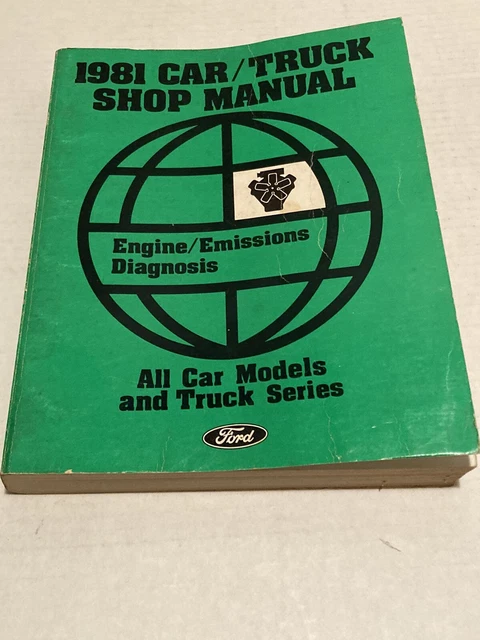 1981 CAR/TRUCK
SHOP MANUAL
Engine/Emissions
Diagnosis
All Car Models
and Truck Series
Ford